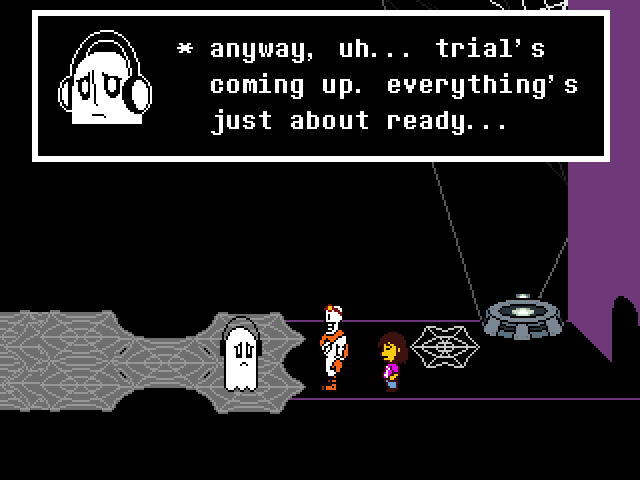 * anyway, uh... trial's
coming up. everything's
just about ready...